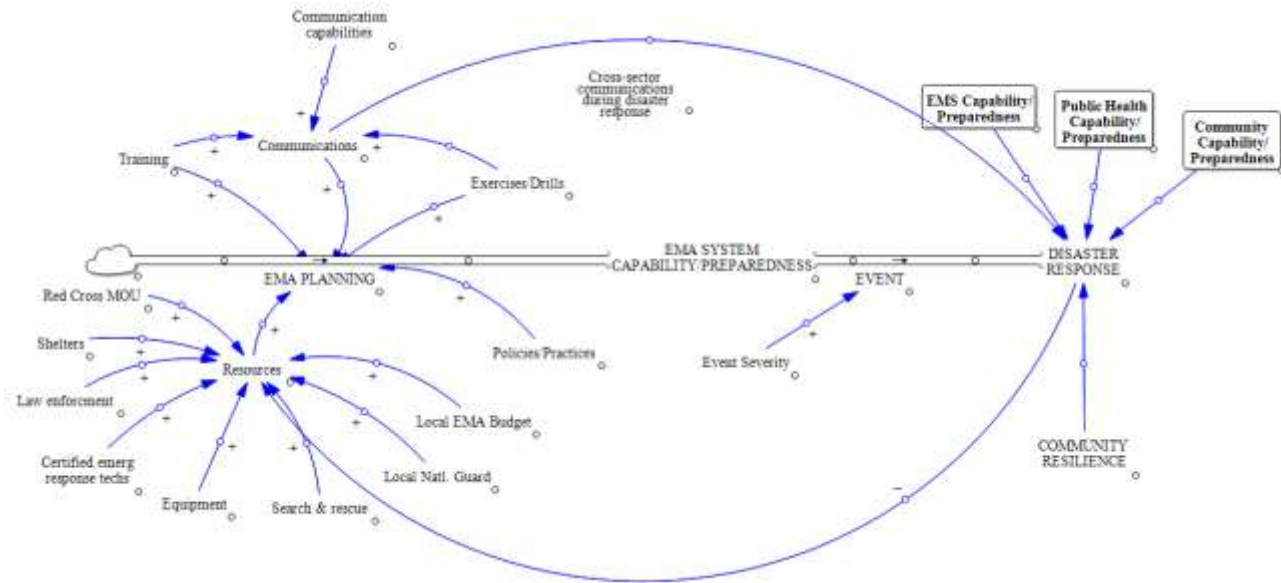 Communication
capabilities
Cross-sector
communications
during disaster
response
EMS Capability/
Preparedness
Public Health
Capability/
Preparedness
Community
Capability/
Preparedness
+
Communications
+
+
Training
+
+
Exercises/Drills
+
EMA SYSTEM
CAPABILITY/PREPAREDNESS
DISASTER
RESPONSE
EMA PLANNING
EVENT
Red Cross MOU
+
+
+
+
Shelters
+
Policies/Practices
Event Severity
Resources
+
+
Law enforcment
+
+
Local EMA Budget
Certified emerg
response techs
+
+
Local Natl. Guard
COMMUNITY
RESILIENCE
Equipment
Search & rescue
–